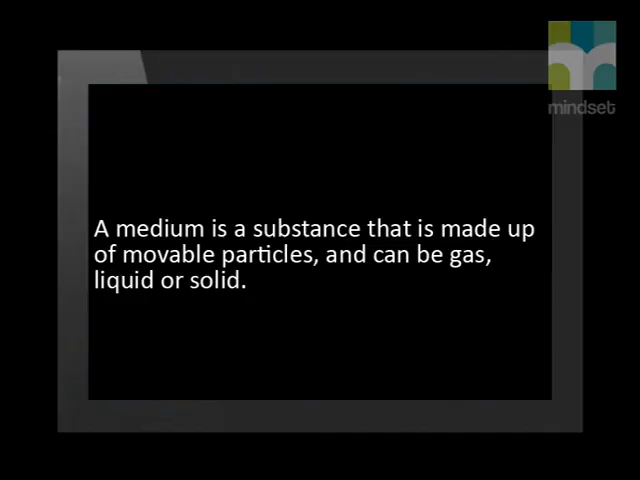 mindset
A medium is a substance that is made up
of movable particles, and can be gas,
liquid or solid.